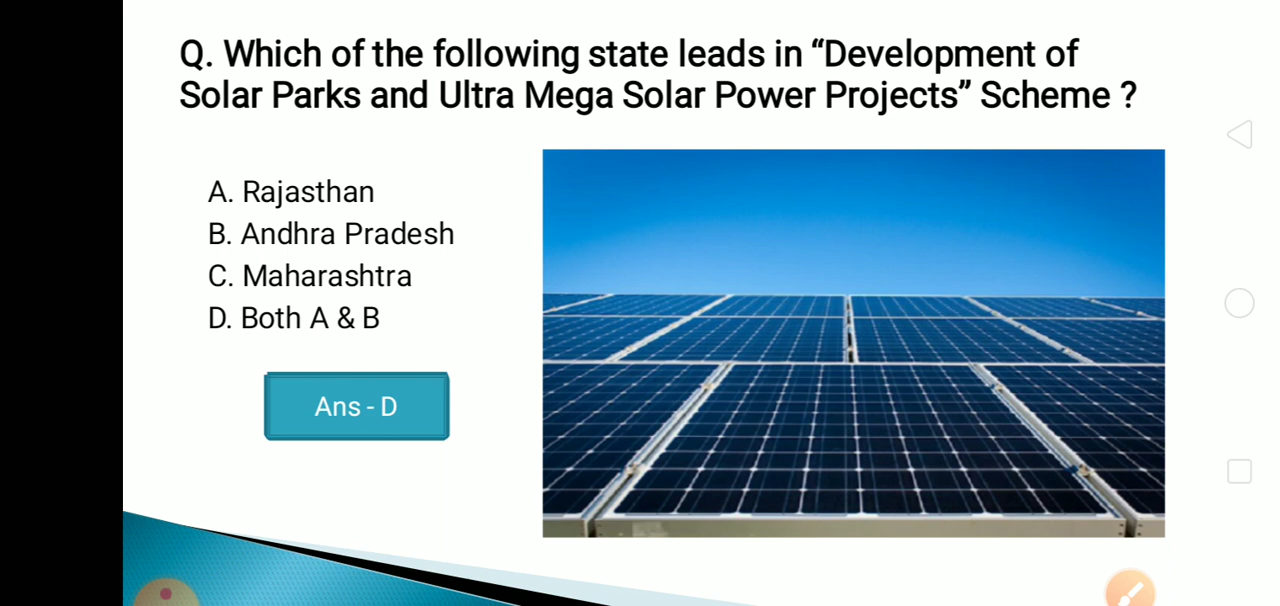 Q. Which of the following state leads in “Development of
Solar Parks and Ultra Mega Solar Power Projects” Scheme ?
A. Rajasthan
B. Andhra Pradesh
C. Maharashtra
D. Both A & B
Ans - D